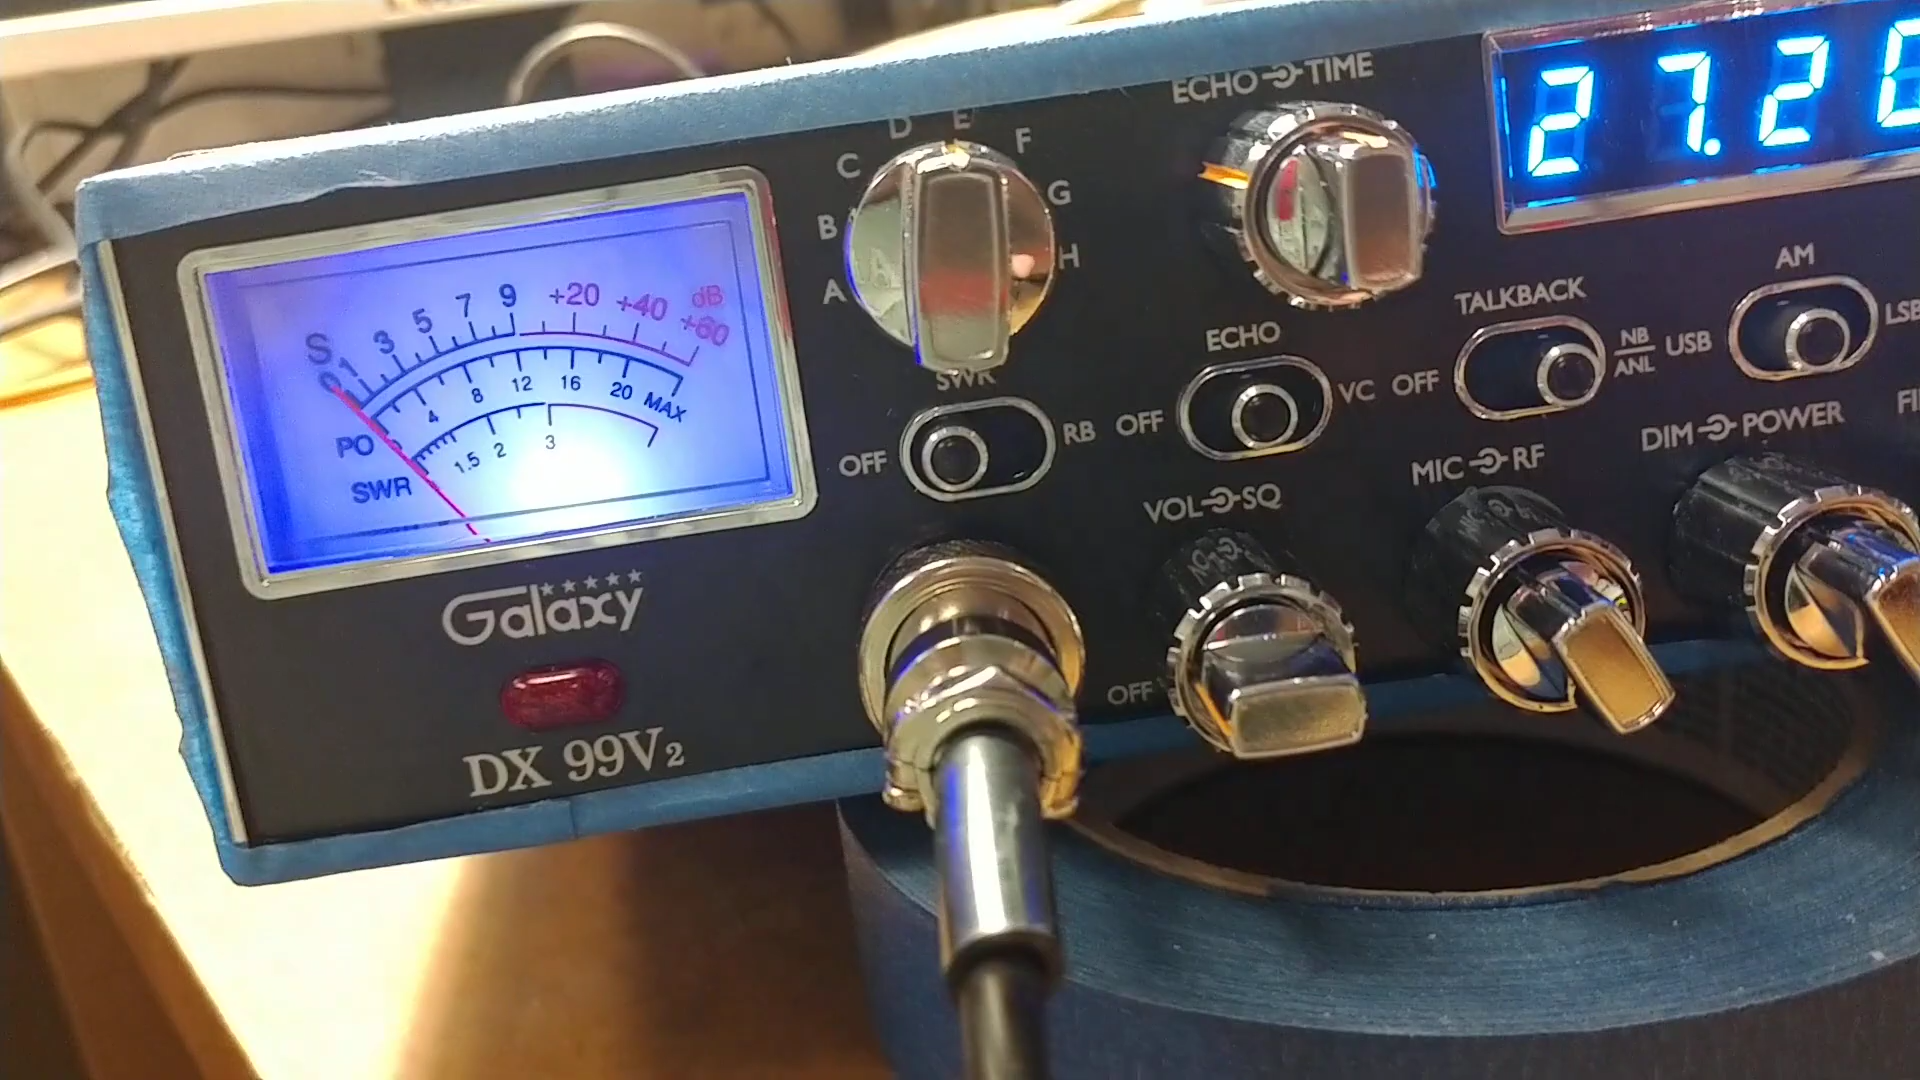 S 0 1 3 5 7 9 +20 +40 +60 dB
PO 4 8 12 16 20 MAX
SWR 1.5 2 3
Galaxy
DX 99V2
A B C D E F G H
SWR
OFF RB
ECHO TIME
ECHO
OFF VC
VOL SQ
OFF
27.2
TALKBACK
OFF NB
ANL
AM
USB LSB
MIC RF
DIM POWER